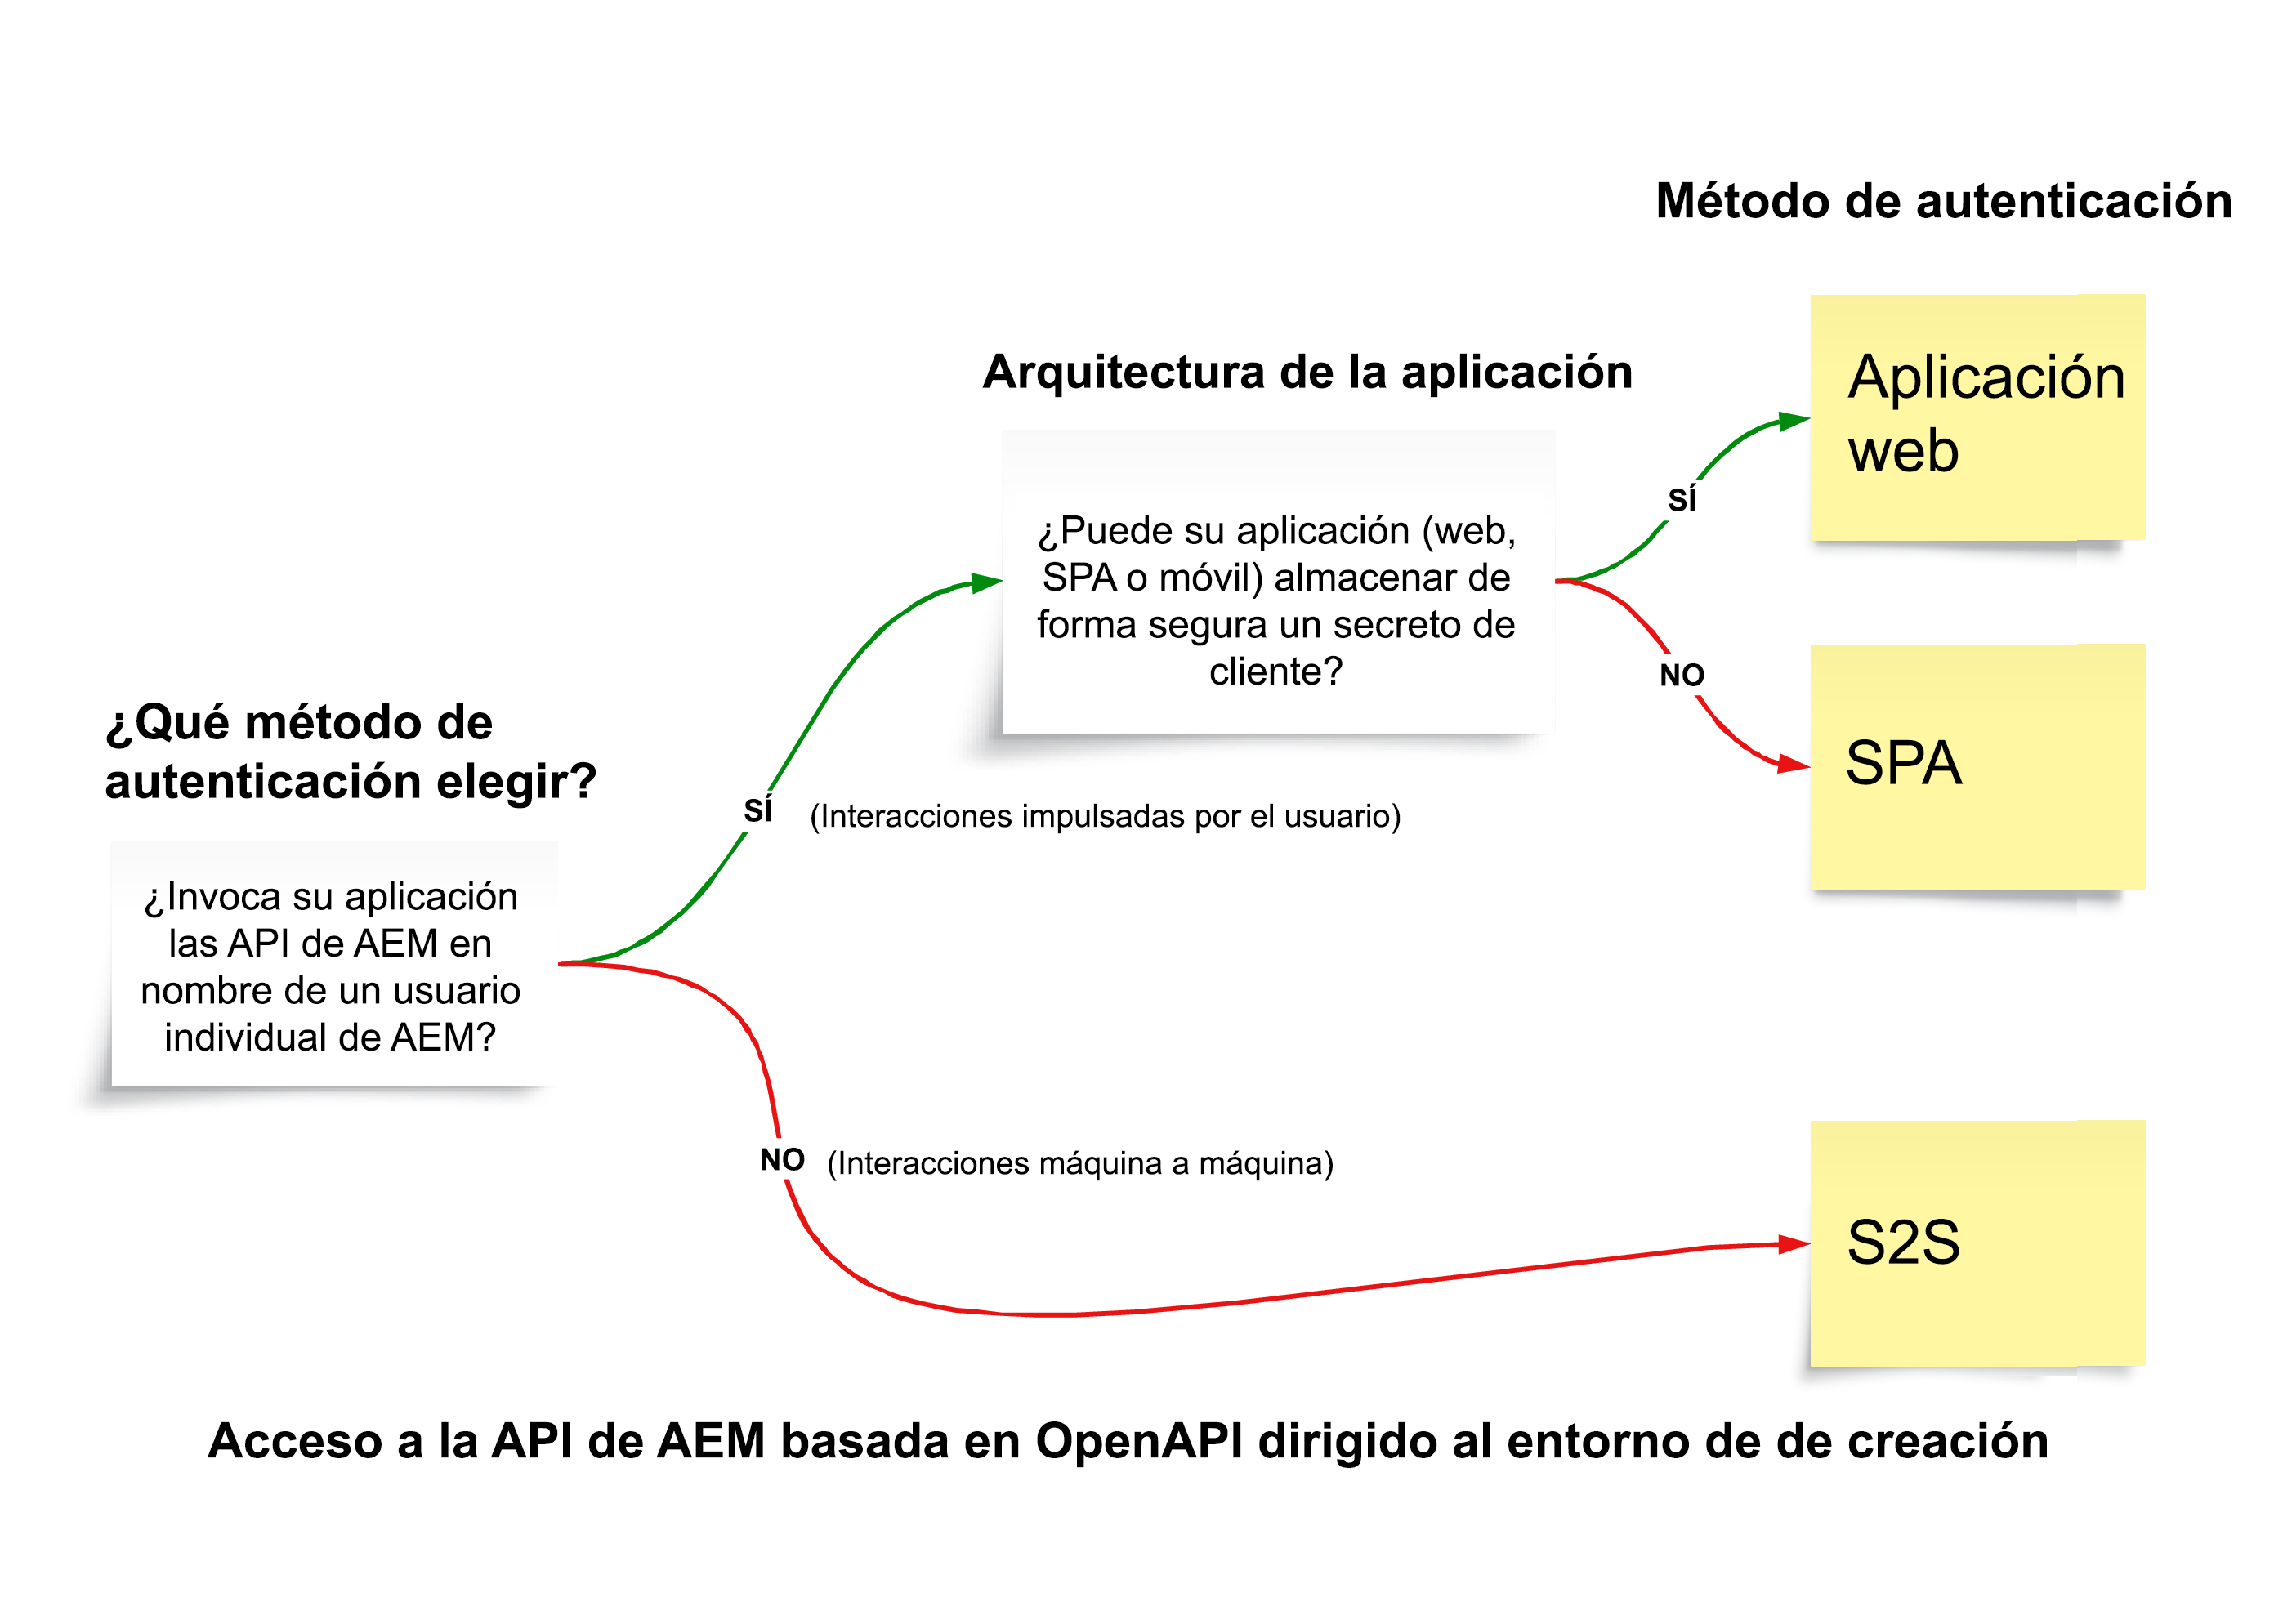 Método de autenticación
Aplicación
web
Arquitectura de la aplicación
SÍ
¿Puede su aplicación (web,
SPA o móvil) almacenar de
forma segura un secreto de
cliente?
NO
SPA
¿Qué método de
autenticación elegir?
SÍ (Interacciones impulsadas por el usuario)
¿Invoca su aplicación
las API de AEM en
nombre de un usuario
individual de AEM?
NO (Interacciones máquina a máquina)
S2S
Acceso a la API de AEM basada en OpenAPI dirigido al entorno de de creación